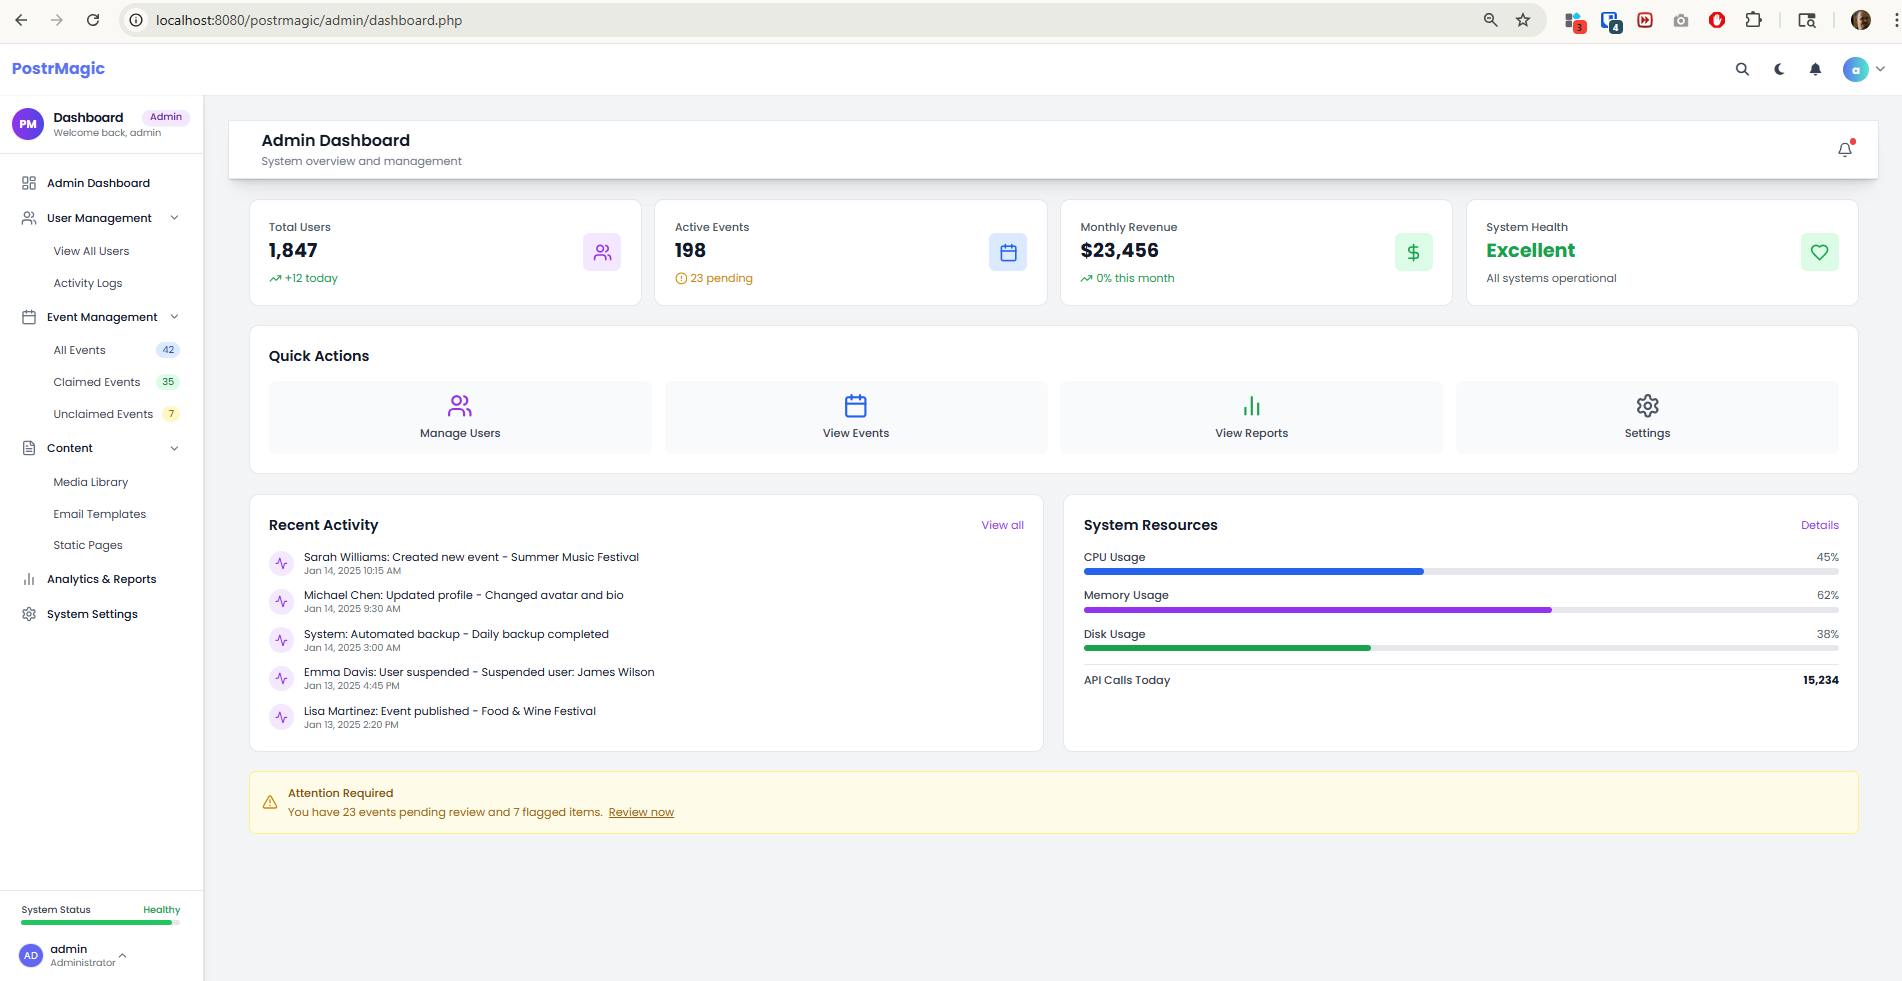 localhost:8080/postrmagic/admin/dashboard.php
3
4
PostrMagic
a
PM
Dashboard
Admin
Welcome back, admin
Admin Dashboard
User Management
View All Users
Activity Logs
Event Management
All Events 42
Claimed Events 35
Unclaimed Events 7
Content
Media Library
Email Templates
Static Pages
Analytics & Reports
System Settings
System Status Healthy
AD
admin
Administrator
Admin Dashboard
System overview and management
Total Users
1,847
+12 today
Active Events
198
23 pending
Monthly Revenue
$23,456
0% this month
System Health
Excellent
All systems operational
Quick Actions
Manage Users
View Events
View Reports
Settings
Recent Activity View all
Sarah Williams: Created new event - Summer Music Festival
Jan 14, 2025 10:15 AM
Michael Chen: Updated profile - Changed avatar and bio
Jan 14, 2025 9:30 AM
System: Automated backup - Daily backup completed
Jan 14, 2025 3:00 AM
Emma Davis: User suspended - Suspended user: James Wilson
Jan 13, 2025 4:45 PM
Lisa Martinez: Event published - Food & Wine Festival
Jan 13, 2025 2:20 PM
System Resources Details
CPU Usage 45%
Memory Usage 62%
Disk Usage 38%
API Calls Today 15,234
Attention Required
You have 23 events pending review and 7 flagged items. Review now